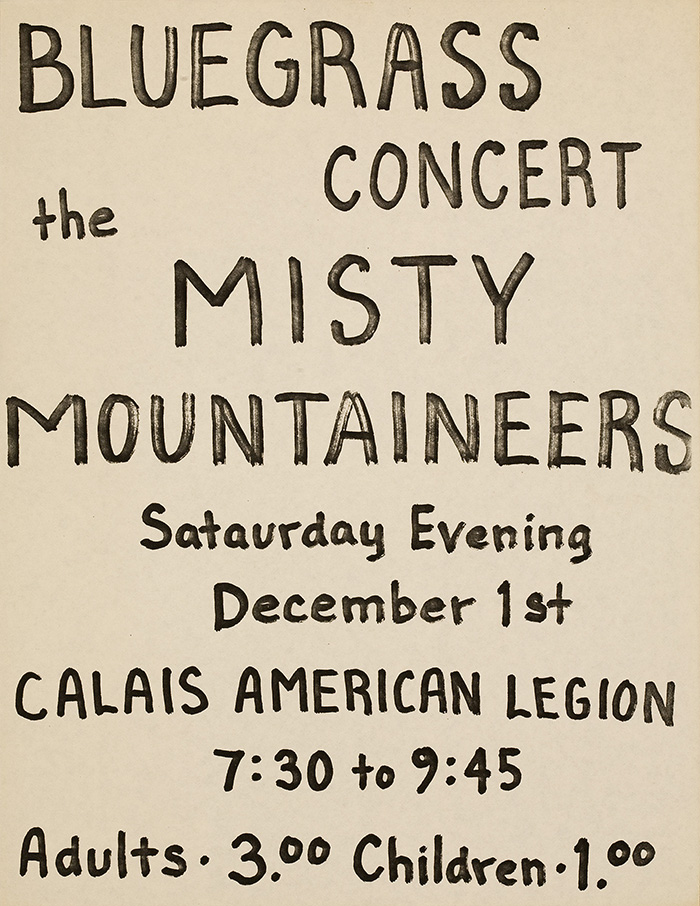 BLUEGRASS
CONCERT
the
MISTY
MOUNTAINEERS
Sataurday Evening
December 1st
CALAIS AMERICAN LEGION
7:30 to 9:45
Adults · 3.00 Children · 1.00